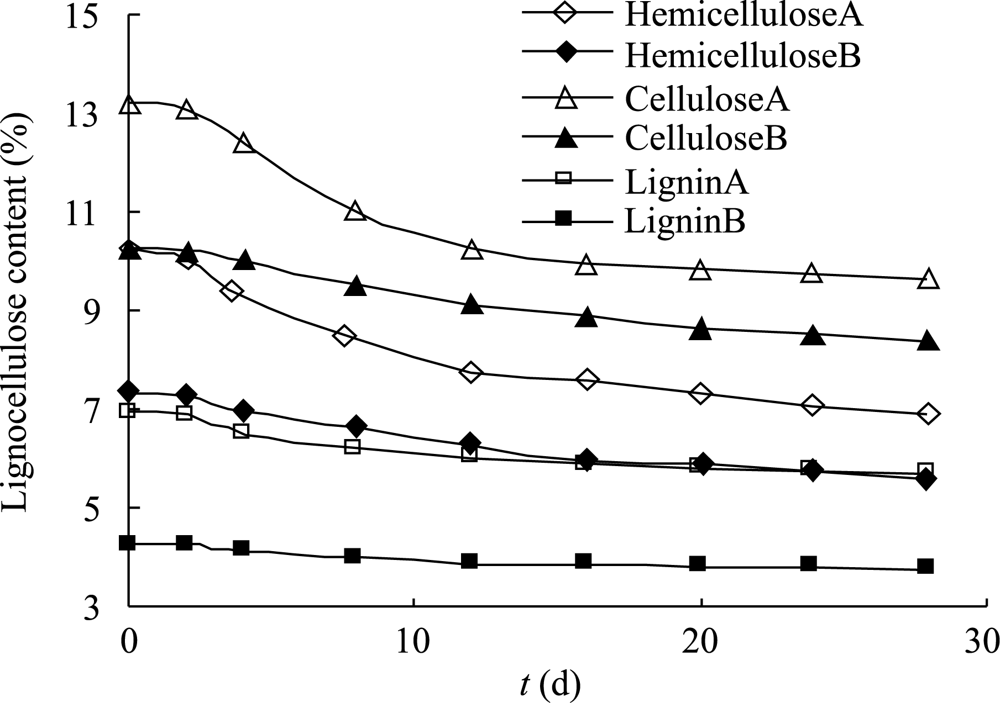 HemicelluloseA
HemicelluloseB
CelluloseA
CelluloseB
LigninA
LigninB
Lignocellulose content (%)
15
13
11
9
7
5
3
0 10 20 30
t (d)